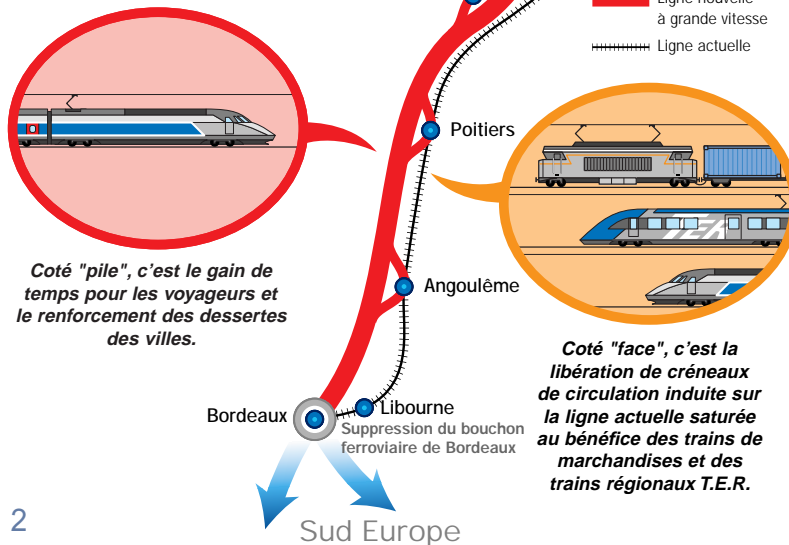 Ligne nouvelle
à grande vitesse
Ligne actuelle
Poitiers
TER
Coté "pile", c’est le gain de
temps pour les voyageurs et
le renforcement des dessertes
des villes.
Angoulême
Coté "face", c’est la
libération de créneaux
de circulation induite sur
la ligne actuelle saturée
au bénéfice des trains de
marchandises et des
trains régionaux T.E.R.
Bordeaux
Libourne
Suppression du bouchon
ferroviaire de Bordeaux
2
Sud Europe